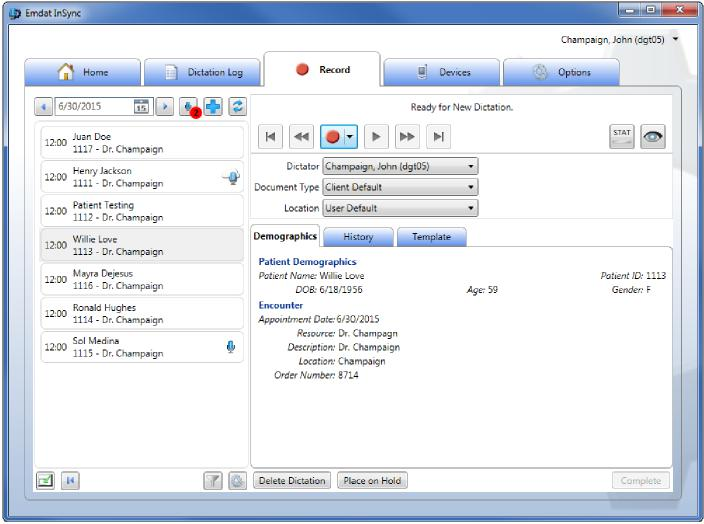 Emdat InSync
Champaign, John (dgt05)
Home
Dictation Log
Record
Devices
Options
6/30/2015
15
2
Ready for New Dictation.
STAT
12:00 Juan Doe
1117 - Dr. Champaign
12:00 Henry Jackson
1111 - Dr. Champaign
12:00 Patient Testing
1112 - Dr. Champaign
12:00 Willie Love
1113 - Dr. Champaign
12:00 Mayra Dejesus
1116 - Dr. Champaign
12:00 Ronald Hughes
1114 - Dr. Champaign
12:00 Sol Medina
1115 - Dr. Champaign
Dictator Champaign, John (dgt05)
Document Type Client Default
Location User Default
Demographics History Template
Patient Demographics
Patient Name: Willie Love Patient ID: 1113
DOB: 6/18/1956 Age: 59 Gender: F
Encounter
Appointment Date: 6/30/2015
Resource: Dr. Champagn
Description: Dr. Champaign
Location: Champaign
Order Number: 8714
Delete Dictation Place on Hold Complete